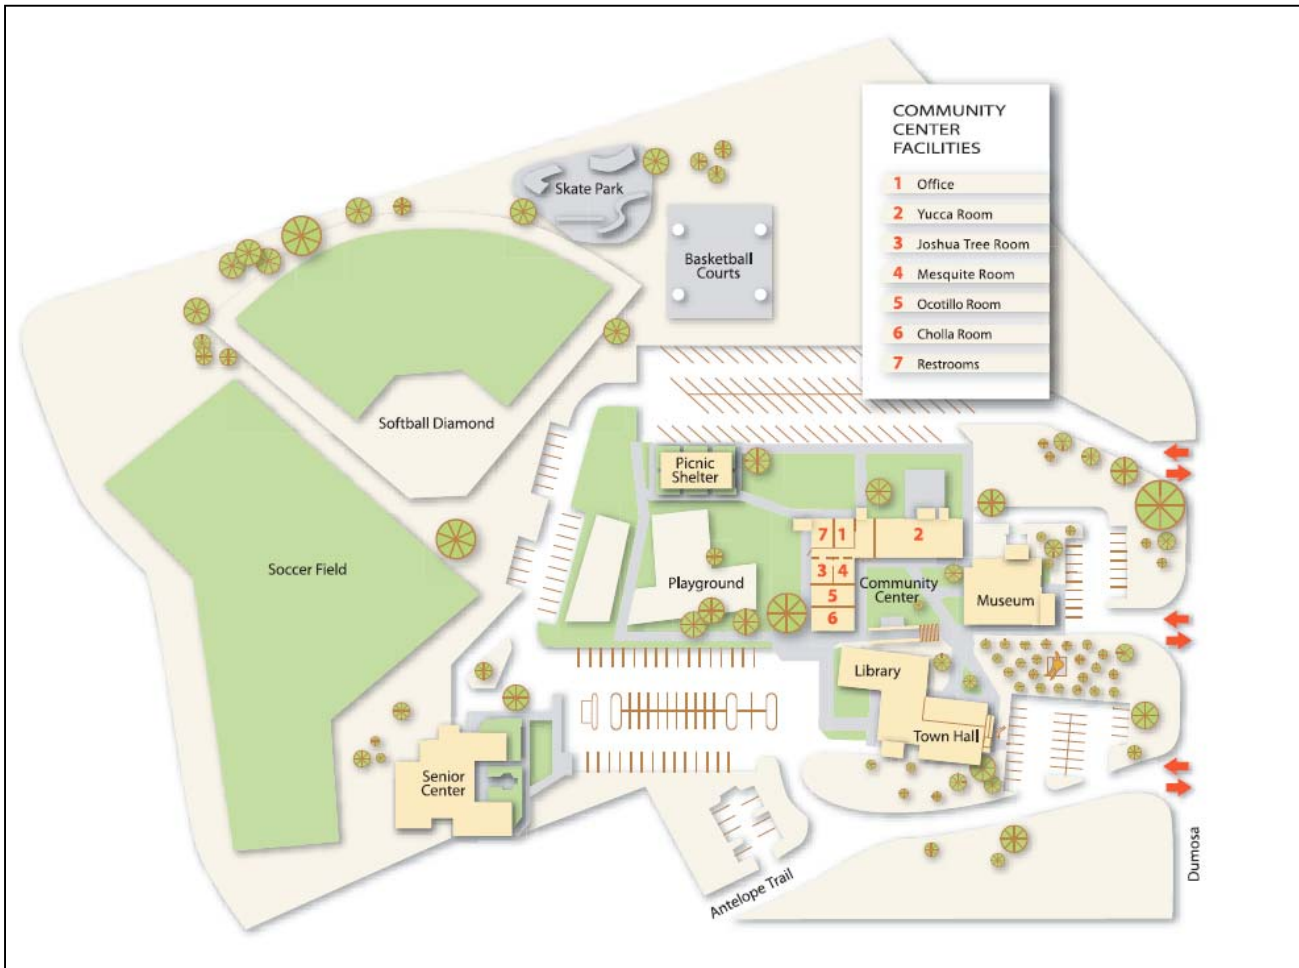 COMMUNITY
CENTER
FACILITIES
1 Office
2 Yucca Room
3 Joshua Tree Room
4 Mesquite Room
5 Ocotillo Room
6 Cholla Room
7 Restrooms
Skate Park
Basketball
Courts
Softball Diamond
Picnic
Shelter
7 1 2
Soccer Field
Playground
3 4
5
6
Community
Center
Museum
Library
Town Hall
Senior
Center
Antelope Trail
Dumosa